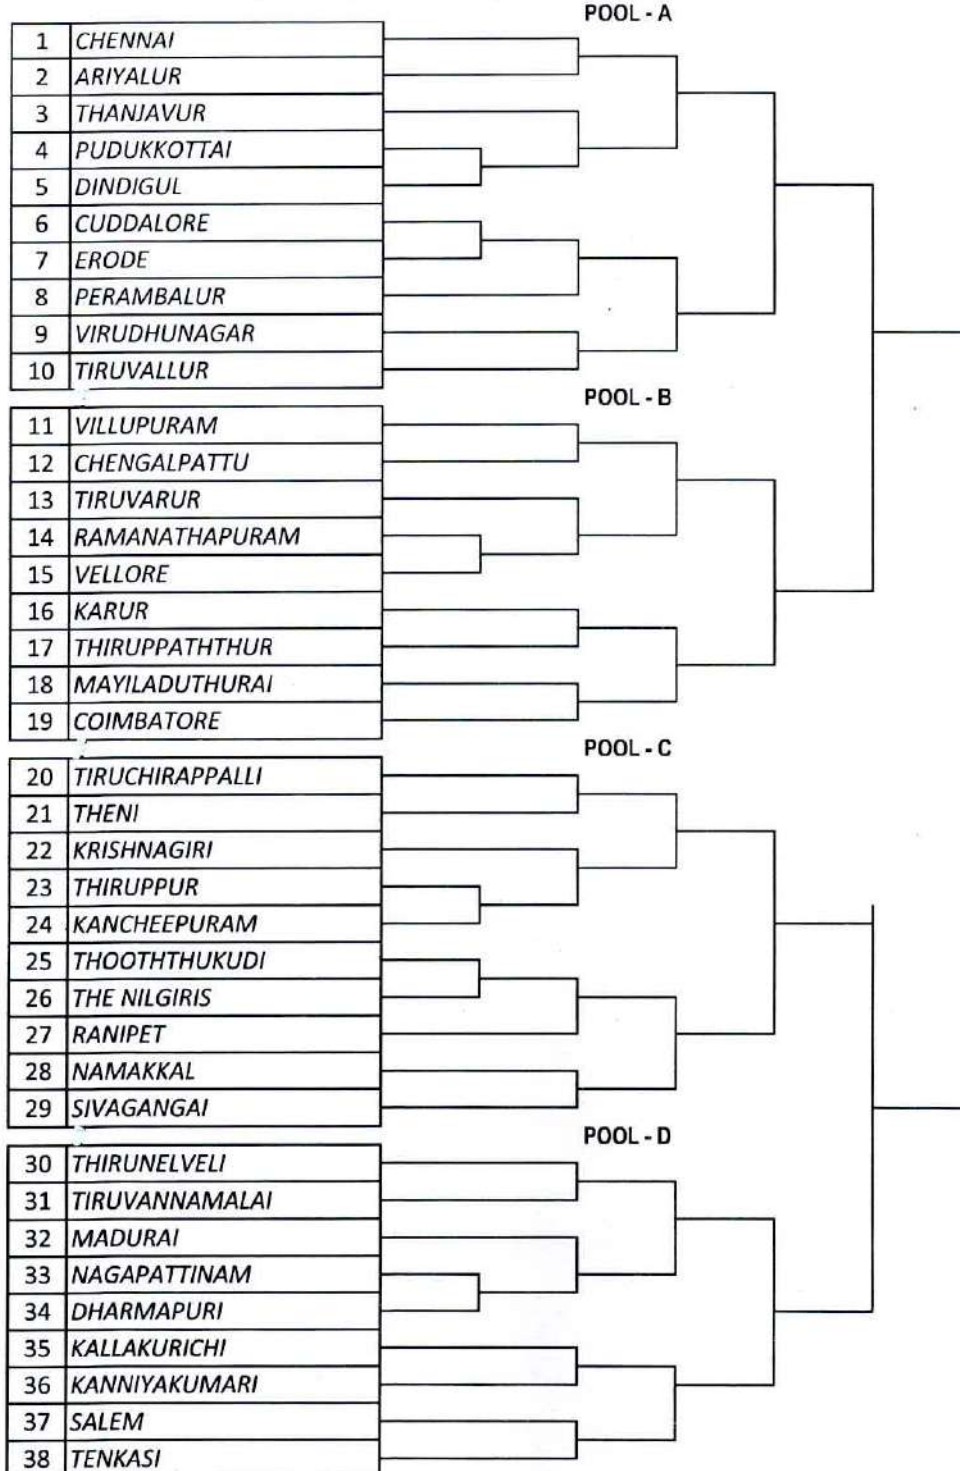 POOL - A
1 CHENNAI
2 ARIYALUR
3 THANJAVUR
4 PUDUKKOTTAI
5 DINDIGUL
6 CUDDALORE
7 ERODE
8 PERAMBALUR
9 VIRUDHUNAGAR
10 TIRUVALLUR
POOL - B
11 VILLUPURAM
12 CHENGALPATTU
13 TIRUVARUR
14 RAMANATHAPURAM
15 VELLORE
16 KARUR
17 THIRUPPATHTHUR
18 MAYILADUTHURAI
19 COIMBATORE
POOL - C
20 TIRUCHIRAPPALLI
21 THENI
22 KRISHNAGIRI
23 THIRUPPUR
24 KANCHEEPURAM
25 THOOTHTHUKUDI
26 THE NILGIRIS
27 RANIPET
28 NAMAKKAL
29 SIVAGANGAI
POOL - D
30 THIRUNELVELI
31 TIRUVANNAMALAI
32 MADURAI
33 NAGAPATTINAM
34 DHARMAPURI
35 KALLAKURICHI
36 KANNIYAKUMARI
37 SALEM
38 TENKASI